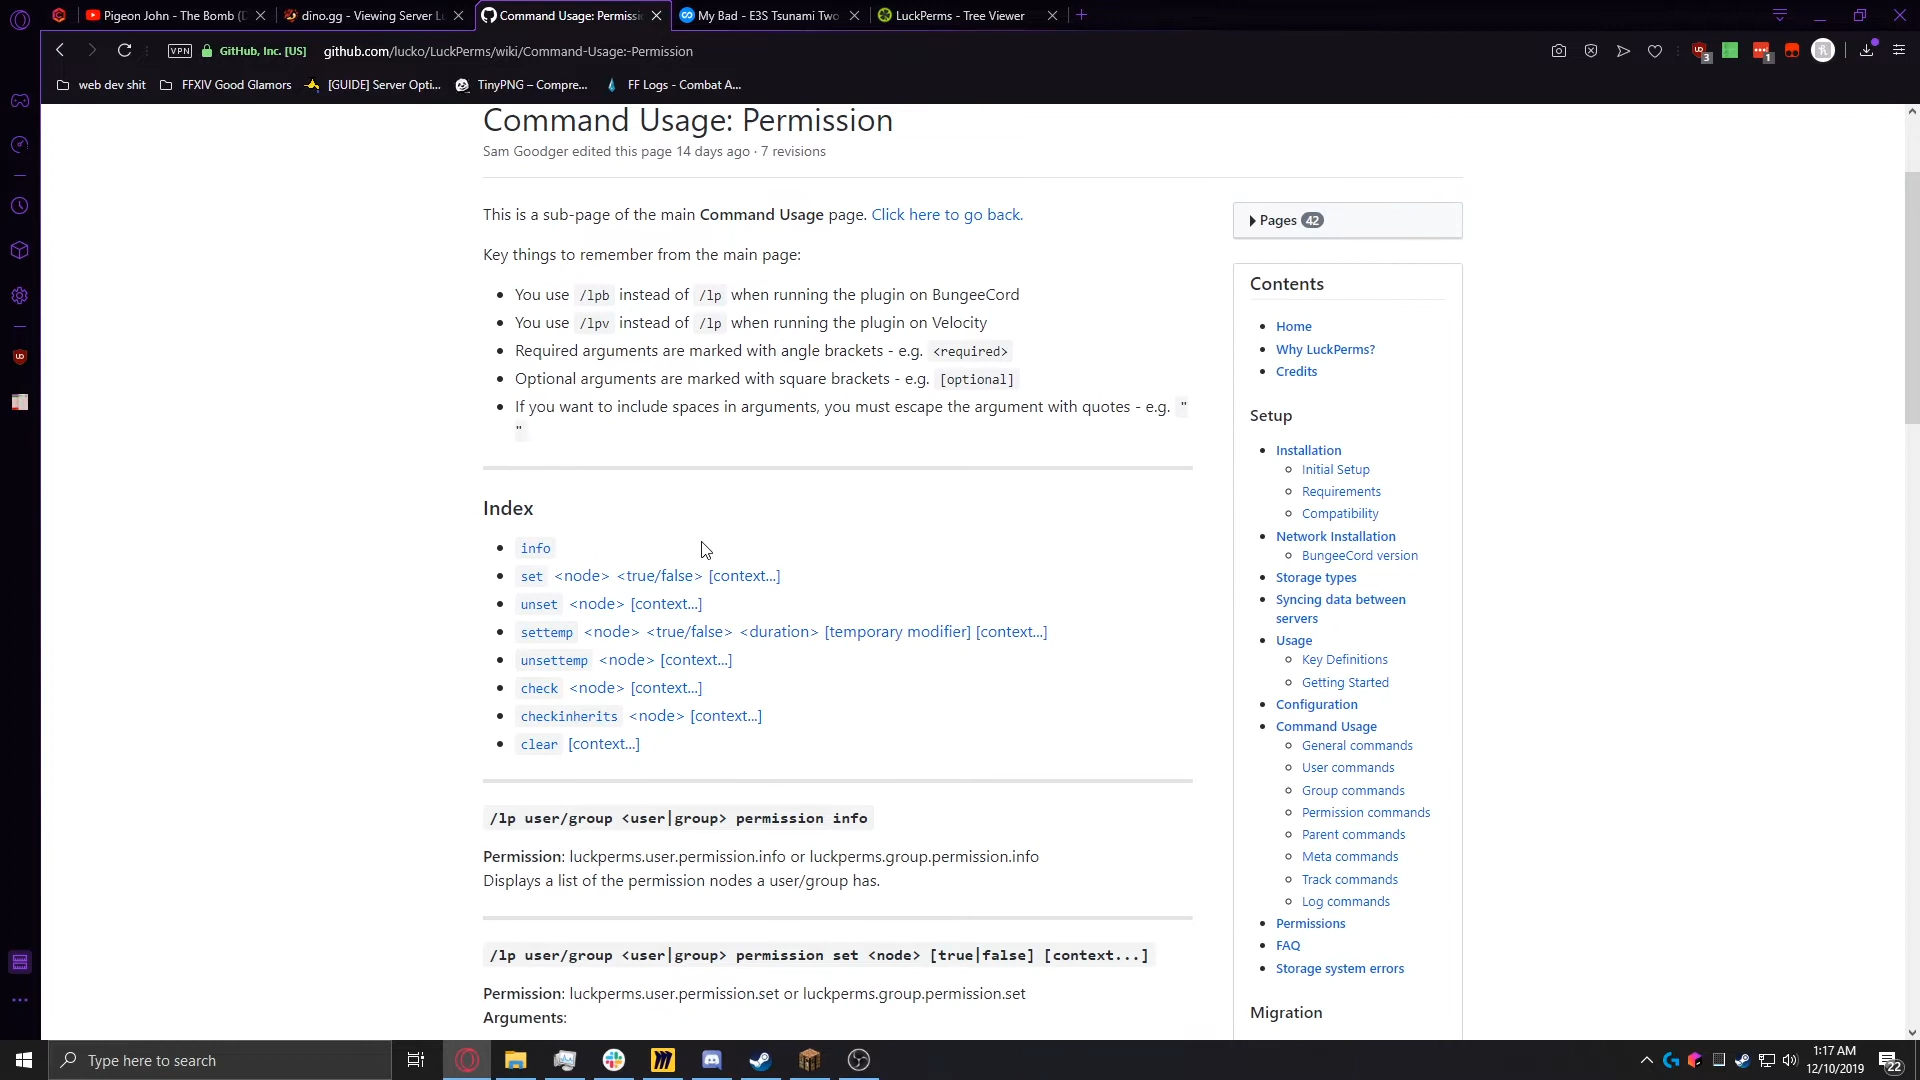 Pigeon John - The Bomb (D
dino.gg - Viewing Server L
Command Usage: Permissi
My Bad - E3S Tsunami Two
LuckPerms - Tree Viewer
VPN
GitHub, Inc. [US]
github.com/lucko/LuckPerms/wiki/Command-Usage:-Permission
3
1
web dev shit
FFXIV Good Glamors
[GUIDE] Server Opti...
TinyPNG – Compre...
FF Logs - Combat A...
Command Usage: Permission
Sam Goodger edited this page 14 days ago · 7 revisions
This is a sub-page of the main Command Usage page. Click here to go back.
Key things to remember from the main page:
You use /lpb instead of /lp when running the plugin on BungeeCord
You use /lpv instead of /lp when running the plugin on Velocity
Required arguments are marked with angle brackets - e.g. <required>
Optional arguments are marked with square brackets - e.g. [optional]
If you want to include spaces in arguments, you must escape the argument with quotes - e.g. "
"
Index
info
set <node> <true/false> [context...]
unset <node> [context...]
settemp <node> <true/false> <duration> [temporary modifier] [context...]
unsettemp <node> [context...]
check <node> [context...]
checkinherits <node> [context...]
clear [context...]
/lp user/group <user|group> permission info
Permission: luckperms.user.permission.info or luckperms.group.permission.info
Displays a list of the permission nodes a user/group has.
/lp user/group <user|group> permission set <node> [true|false] [context...]
Permission: luckperms.user.permission.set or luckperms.group.permission.set
Arguments:
Pages 42
Contents
Home
Why LuckPerms?
Credits
Setup
Installation
Initial Setup
Requirements
Compatibility
Network Installation
BungeeCord version
Storage types
Syncing data between
servers
Usage
Key Definitions
Getting Started
Configuration
Command Usage
General commands
User commands
Group commands
Permission commands
Parent commands
Meta commands
Track commands
Log commands
Permissions
FAQ
Storage system errors
Migration
Type here to search
1:17 AM
12/10/2019
22